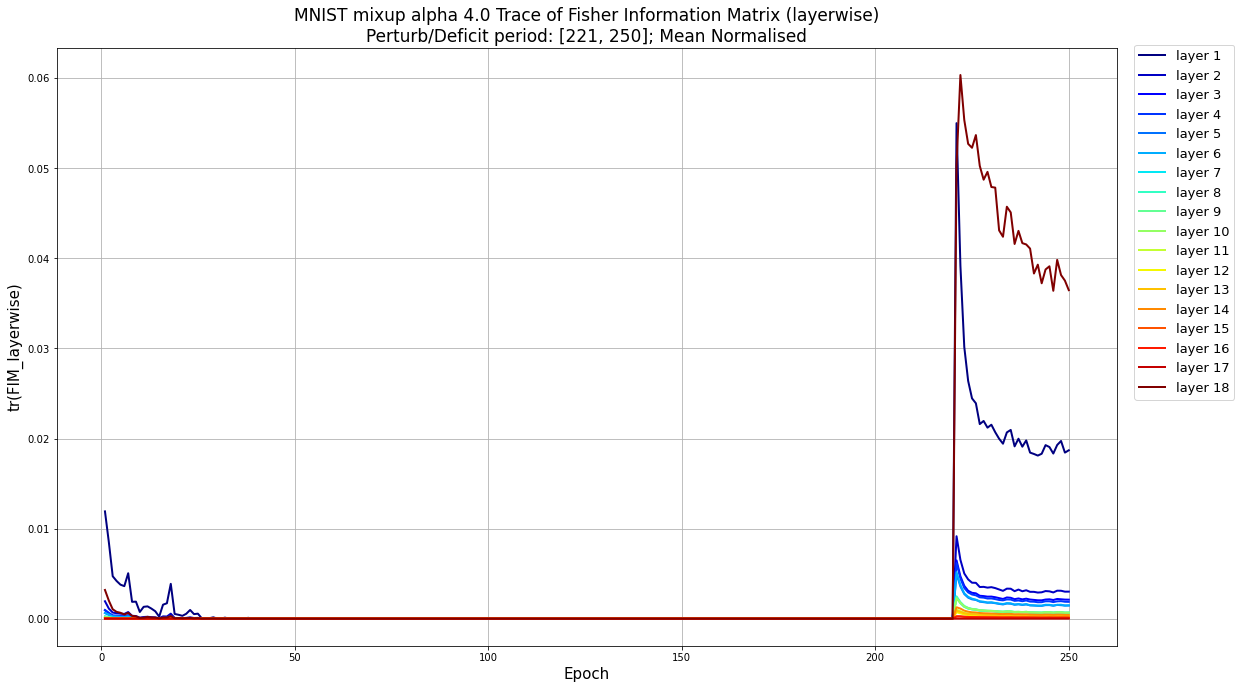 MNIST mixup alpha 4.0 Trace of Fisher Information Matrix (layerwise)
Perturb/Deficit period: [221, 250]; Mean Normalised
0.06
0.05
0.04
0.03
0.02
0.01
0.00
tr(FIM_layerwise)
0
50
100
150
200
250
Epoch
layer 1
layer 2
layer 3
layer 4
layer 5
layer 6
layer 7
layer 8
layer 9
layer 10
layer 11
layer 12
layer 13
layer 14
layer 15
layer 16
layer 17
layer 18